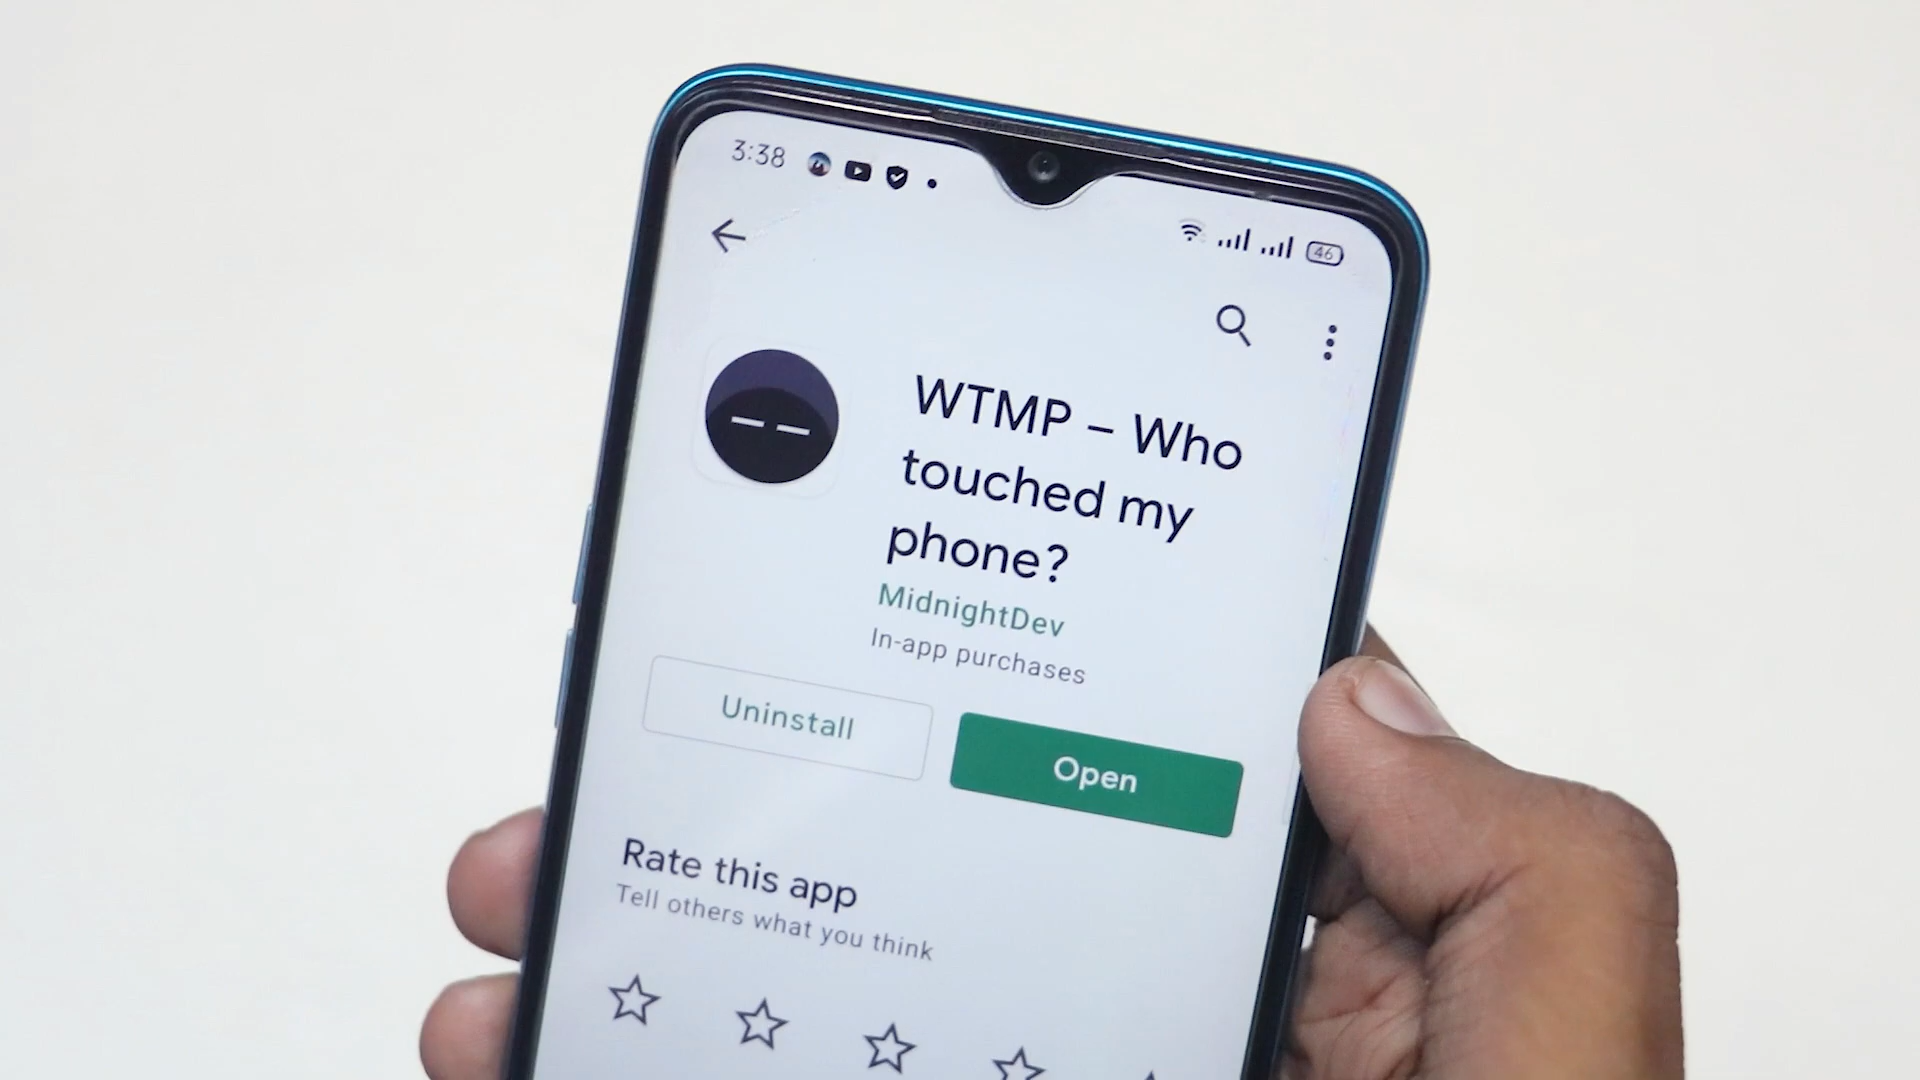 3:38
46
WTMP – Who
touched my
phone?
MidnightDev
In-app purchases
Uninstall
Open
Rate this app
Tell others what you think